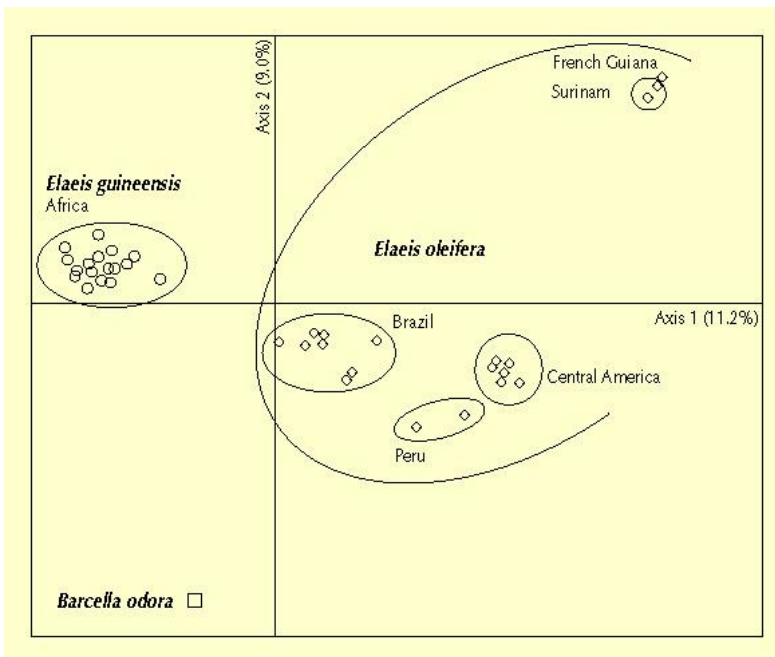 Axis 2 (9.0%)
French Guiana
Surinam
Elaeis guineensis
Africa
Elaeis oleifera
Axis 1 (11.2%)
Brazil
Central America
Peru
Barcella odora